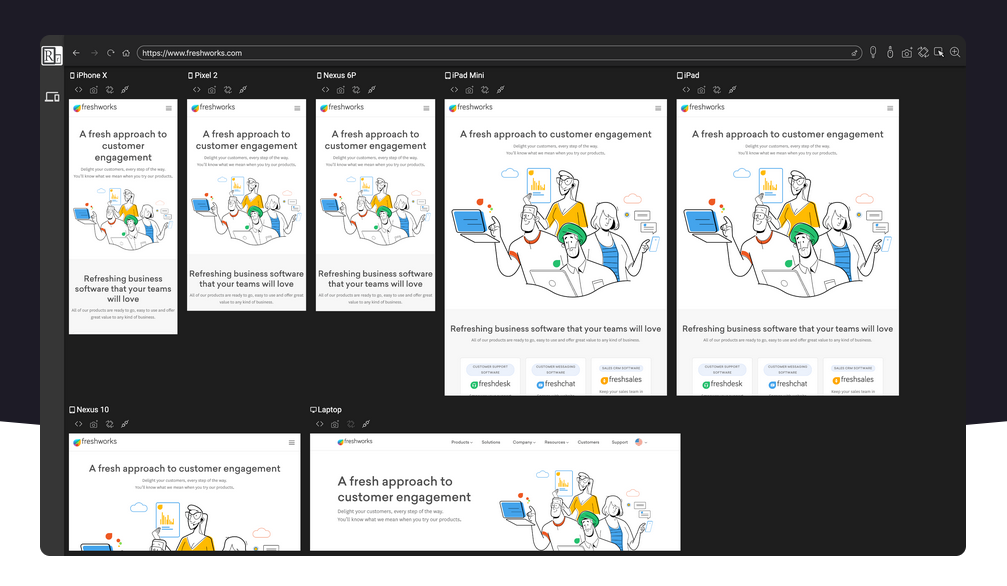 R
https://www.freshworks.com
iPhone X
Pixel 2
Nexus 6P
iPad Mini
iPad
freshworks
A fresh approach to
customer
engagement
Delight your customers, every step of the way.
You'll know what we mean when you try our products.
Refreshing business
software that your teams
will love
All of our products are ready to go, easy to use and offer
great value to any kind of business.
freshworks
A fresh approach to
customer engagement
Delight your customers, every step of the way.
You'll know what we mean when you try our products.
Refreshing business software
that your teams will love
All of our products are ready to go, easy to use and offer great
value to any kind of business.
freshworks
A fresh approach to
customer engagement
Delight your customers, every step of the way.
You'll know what we mean when you try our products.
Refreshing business software
that your teams will love
All of our products are ready to go, easy to use and offer great
value to any kind of business.
freshworks
A fresh approach to customer engagement
Delight your customers, every step of the way.
You'll know what we mean when you try our products.
Refreshing business software that your teams will love
All of our products are ready to go, easy to use and offer great value to any kind of business.
CUSTOMER SUPPORT
SOFTWARE
freshdesk
CUSTOMER MESSAGING
SOFTWARE
freshchat
SALES CRM SOFTWARE
freshsales
Keep your sales team in
freshworks
A fresh approach to customer engagement
Delight your customers, every step of the way.
You'll know what we mean when you try our products.
Refreshing business software that your teams will love
All of our products are ready to go, easy to use and offer great value to any kind of business.
CUSTOMER SUPPORT
SOFTWARE
freshdesk
CUSTOMER MESSAGING
SOFTWARE
freshchat
SALES CRM SOFTWARE
freshsales
Keep your sales team in
Nexus 10
Laptop
freshworks
A fresh approach to customer engagement
Delight your customers, every step of the way.
You'll know what we mean when you try our products.
freshworks
Products
Solutions
Company
Resources
Customers
Support
A fresh approach to
customer engagement
Delight your customers, every step of the way.
You'll know what we mean when you try our products.